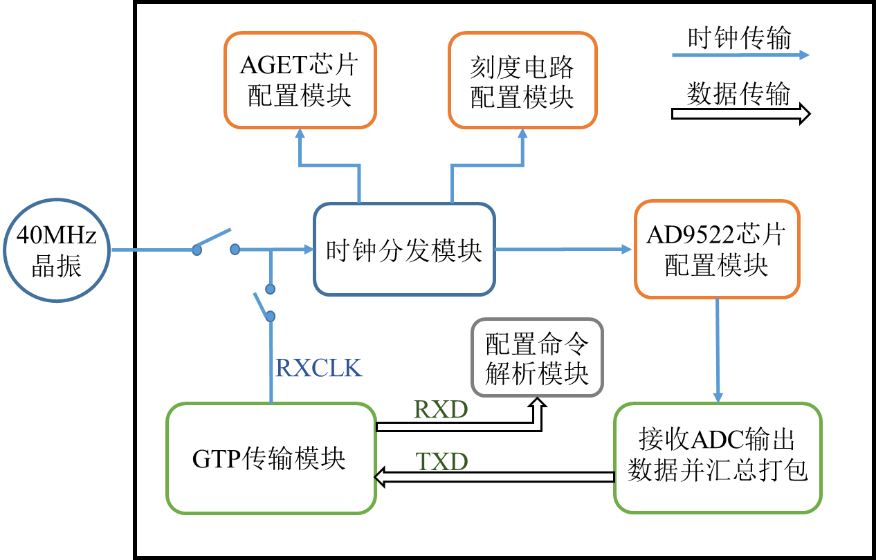 AGET芯片
配置模块
刻度电路
配置模块
时钟传输
数据传输
40MHz
晶振
时钟分发模块
AD9522芯片
配置模块
RXCLK
配置命令
解析模块
RXD
GTP传输模块
TXD
接收ADC输出
数据并汇总打包